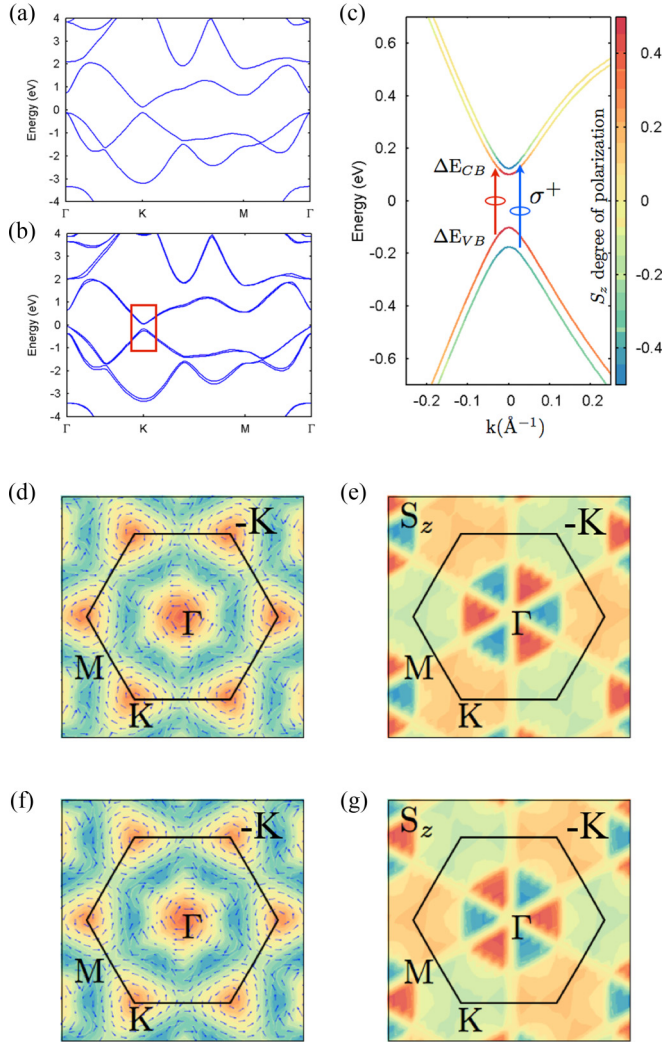 (a)
4
3
2
1
0
-1
-2
-3
-4
Energy (eV)
Γ
K
M
Γ
(b)
4
3
2
1
0
-1
-2
-3
-4
Energy (eV)
Γ
K
M
Γ
(c)
0.6
0.4
0.2
0
-0.2
-0.4
-0.6
Energy (eV)
ΔE_CB
σ⁺
ΔE_VB
-0.2
-0.1
0
0.1
0.2
k(Å⁻¹)
S_z degree of polarization
0.4
0.2
0
-0.2
-0.4
(d)
-K
Γ
M
K
(e)
S_z
-K
Γ
M
K
(f)
-K
Γ
M
K
(g)
S_z
-K
Γ
M
K